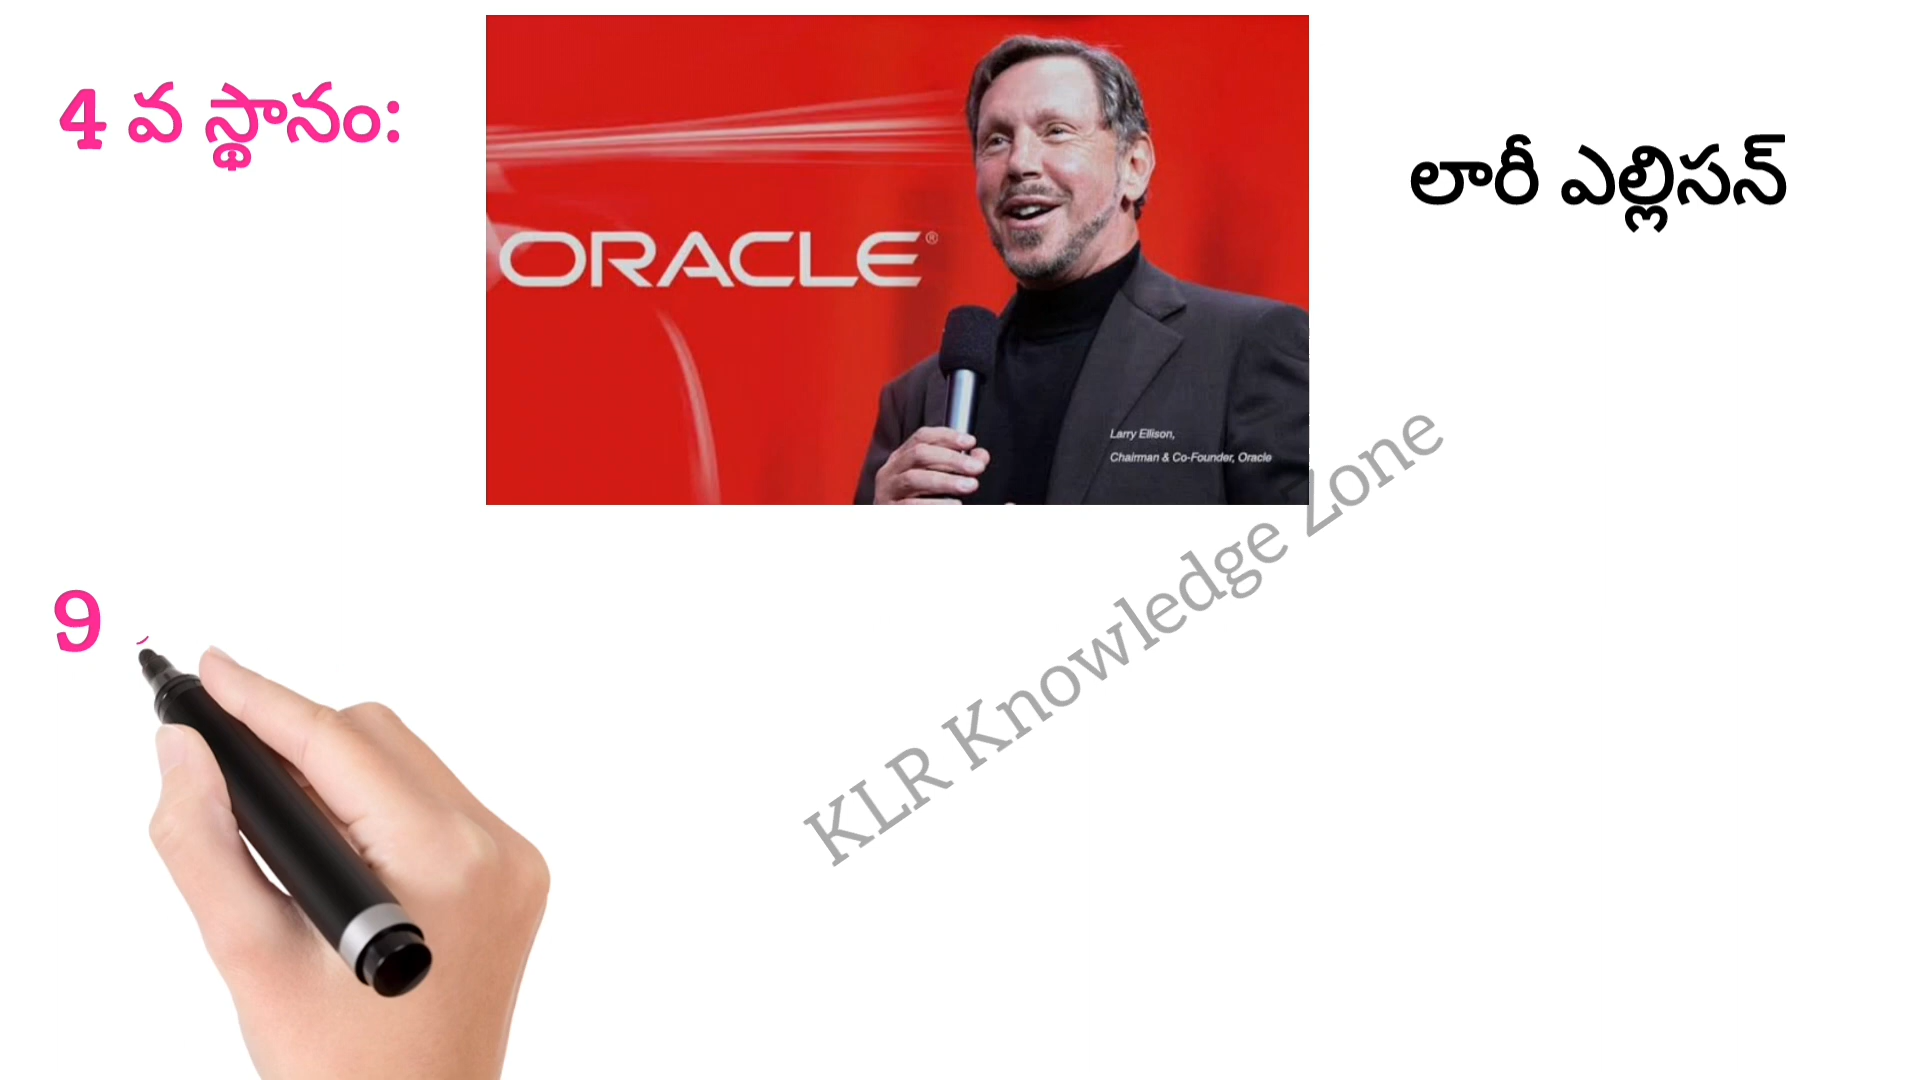 4 వ స్థానం:
ORACLE®
లారీ ఎల్లిసన్
Larry Ellison,
Chairman & Co-Founder, Oracle
KLR Knowledge Zone
9